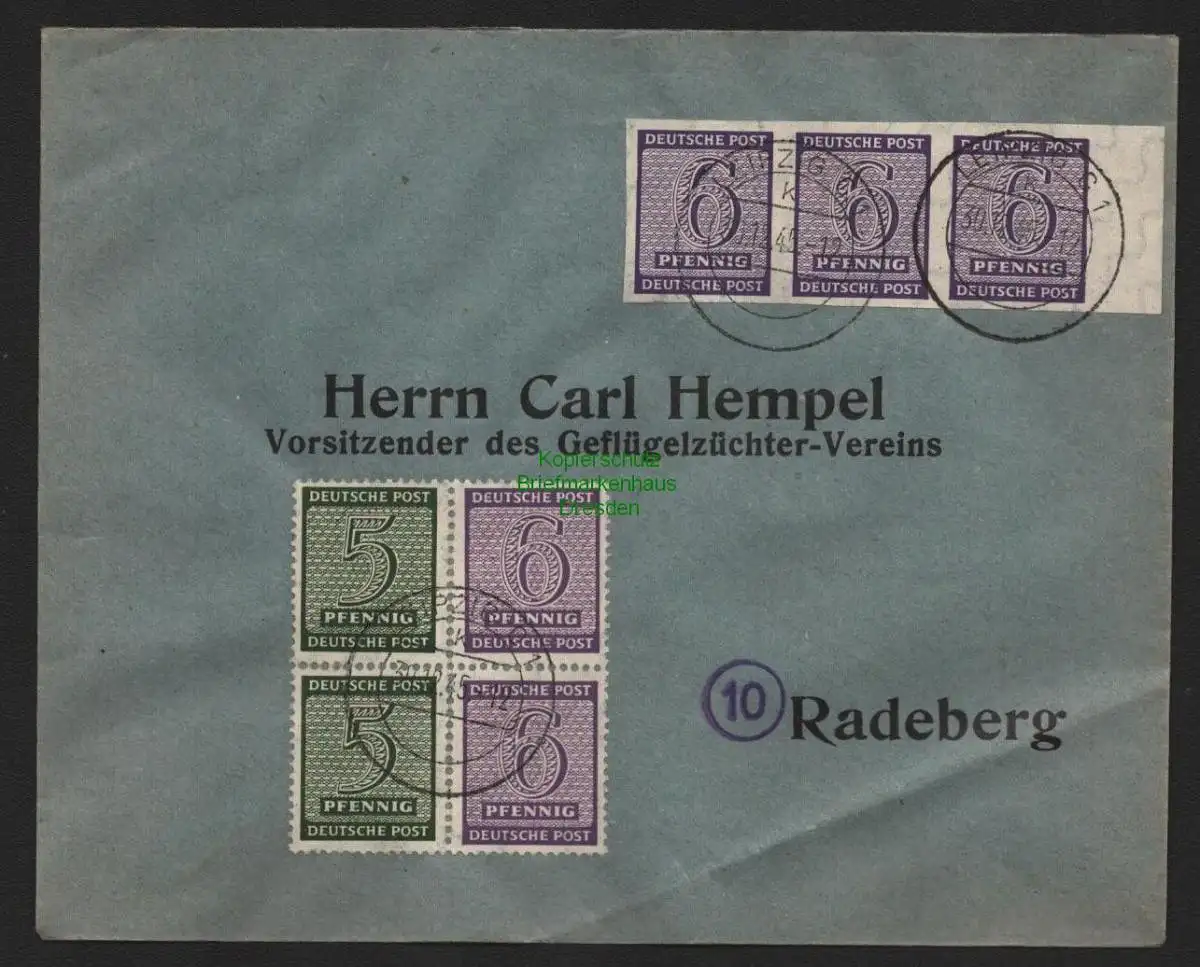 DEUTSCHE POST DEUTSCHE POST DEUTSCHE POST
6 6 6
PFENNIG PFENNIG PFENNIG
DEUTSCHE POST DEUTSCHE POST DEUTSCHE POST
LEIPZIG C 1
Herrn Carl Hempel
Vorsitzender des Geflügelzüchter-Vereins
Kopierschutz
Briefmarkenhaus
Dresden
DEUTSCHE POST DEUTSCHE POST
5 6
PFENNIG PFENNIG
DEUTSCHE POST DEUTSCHE POST
DEUTSCHE POST DEUTSCHE POST
5 6
PFENNIG PFENNIG
DEUTSCHE POST DEUTSCHE POST
10 Radeberg